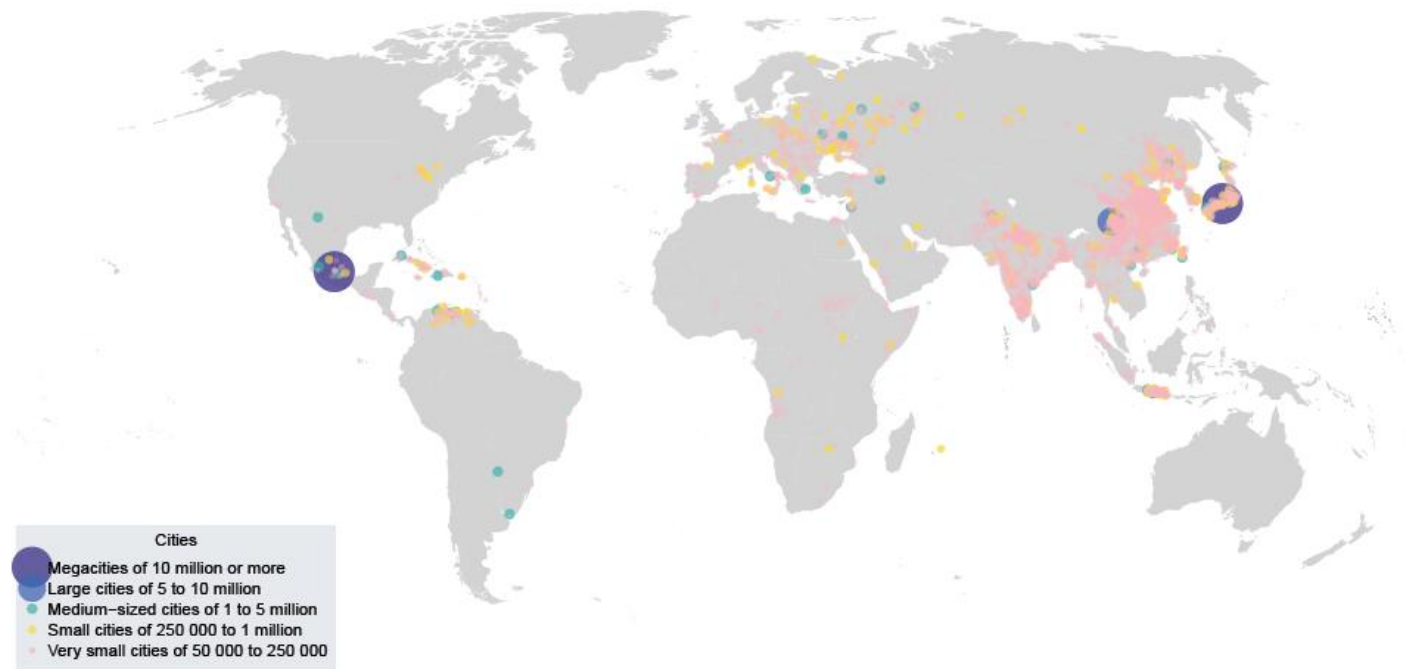 Cities
Megacities of 10 million or more
Large cities of 5 to 10 million
Medium−sized cities of 1 to 5 million
Small cities of 250 000 to 1 million
Very small cities of 50 000 to 250 000